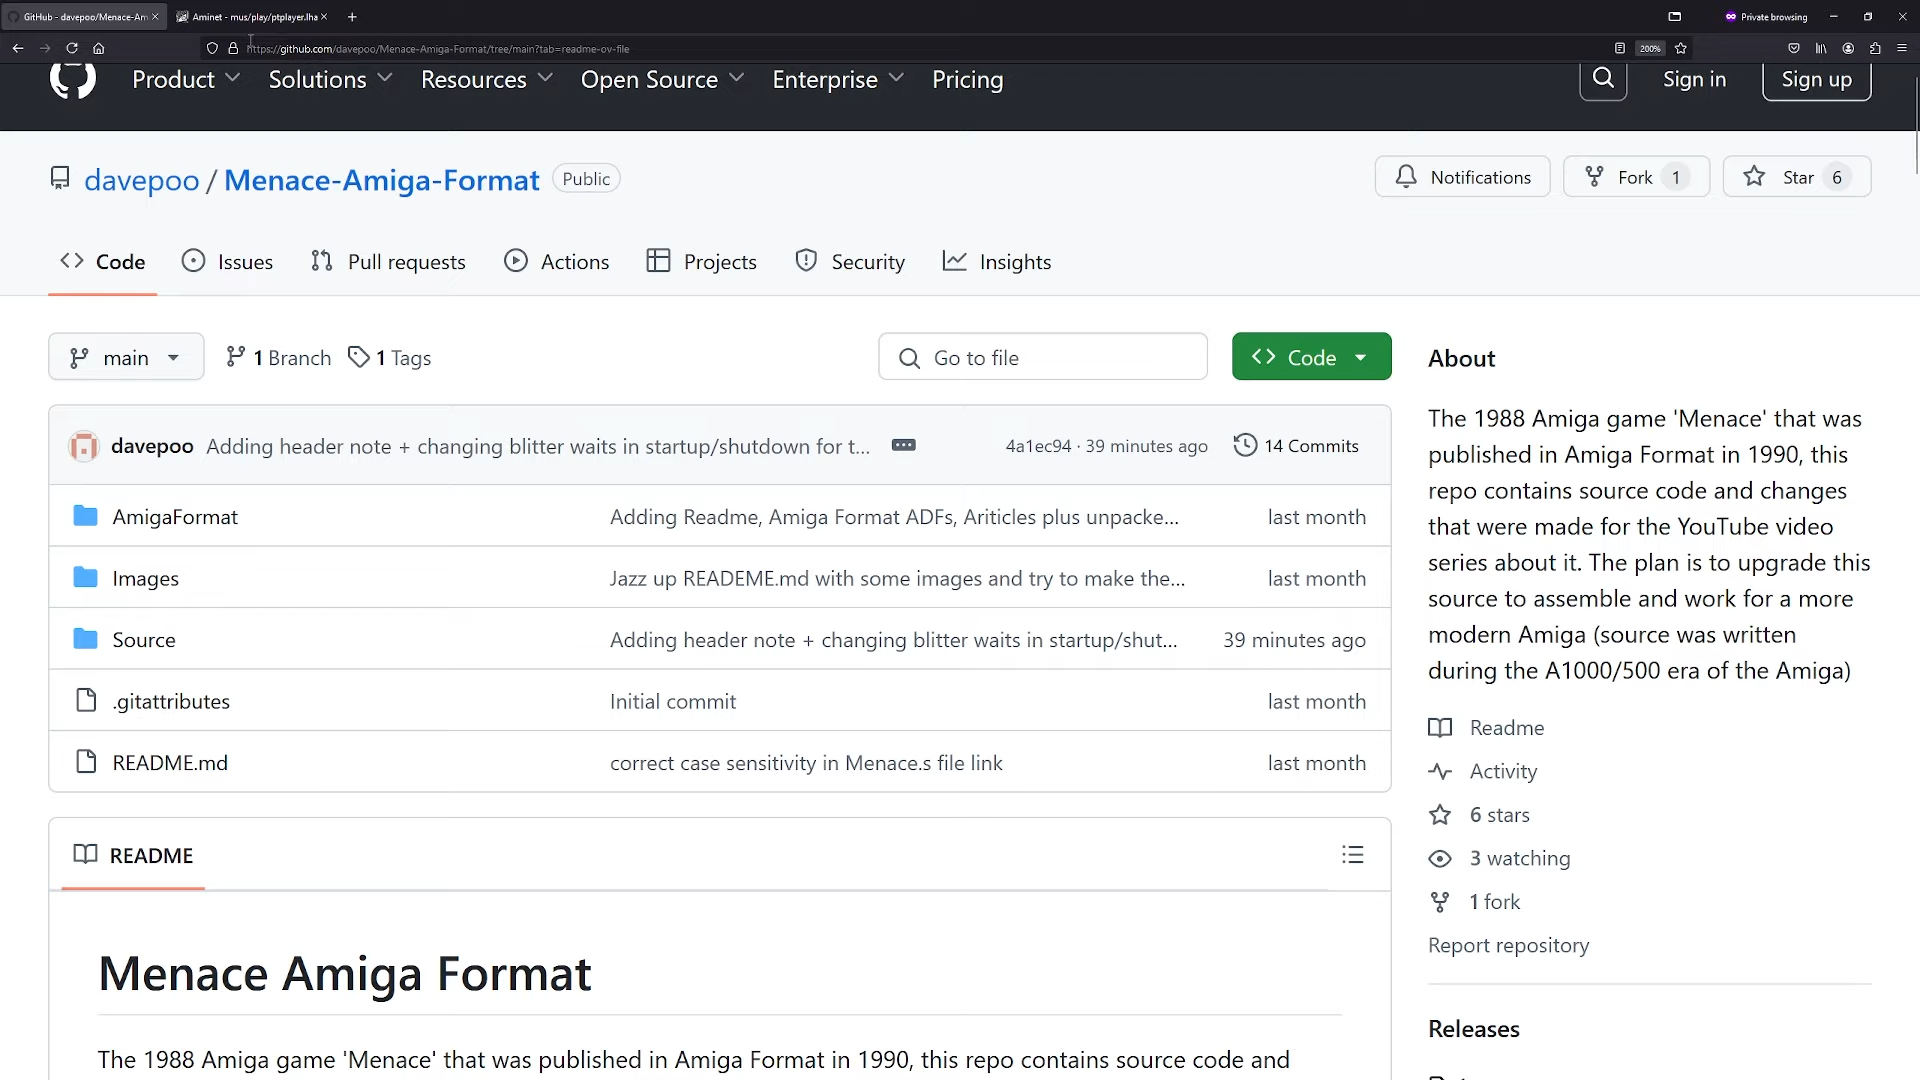 GitHub - davepoo/Menace-Am
Aminet - mus/play/ptplayer.lha
Private browsing
https://github.com/davepoo/Menace-Amiga-Format/tree/main?tab=readme-ov-file
200%
Product
Solutions
Resources
Open Source
Enterprise
Pricing
Sign in
Sign up
davepoo / Menace-Amiga-Format
Public
Notifications
Fork 1
Star 6
Code
Issues
Pull requests
Actions
Projects
Security
Insights
main
1 Branch
1 Tags
Go to file
Code
davepoo Adding header note + changing blitter waits in startup/shutdown for t...
4a1ec94 · 39 minutes ago
14 Commits
AmigaFormat Adding Readme, Amiga Format ADFs, Ariticles plus unpacke... last month
Images Jazz up READEME.md with some images and try to make the... last month
Source Adding header note + changing blitter waits in startup/shut... 39 minutes ago
.gitattributes Initial commit last month
README.md correct case sensitivity in Menace.s file link last month
README
Menace Amiga Format
The 1988 Amiga game 'Menace' that was published in Amiga Format in 1990, this repo contains source code and
About
The 1988 Amiga game 'Menace' that was
published in Amiga Format in 1990, this
repo contains source code and changes
that were made for the YouTube video
series about it. The plan is to upgrade this
source to assemble and work for a more
modern Amiga (source was written
during the A1000/500 era of the Amiga)
Readme
Activity
6 stars
3 watching
1 fork
Report repository
Releases